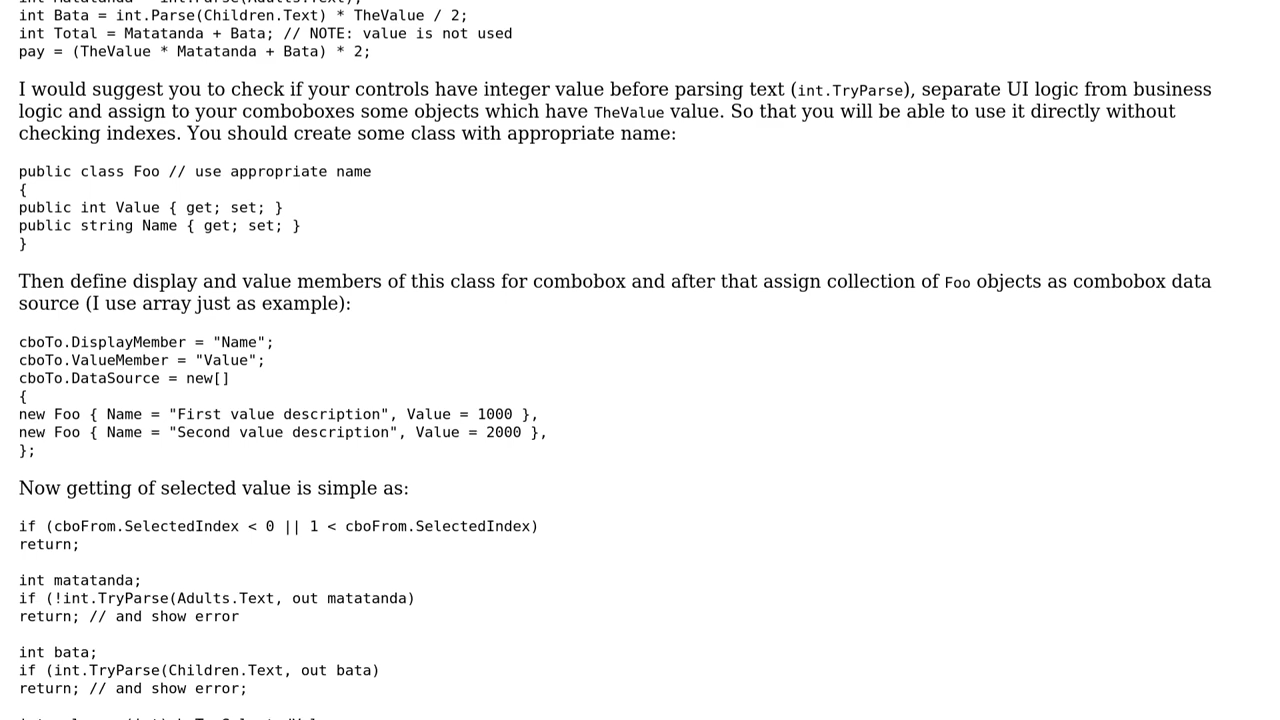 int Bata = int.Parse(Children.Text) * TheValue / 2;
int Total = Matatanda + Bata; // NOTE: value is not used
pay = (TheValue * Matatanda + Bata) * 2;
I would suggest you to check if your controls have integer value before parsing text (int.TryParse), separate UI logic from business
logic and assign to your comboboxes some objects which have TheValue value. So that you will be able to use it directly without
checking indexes. You should create some class with appropriate name:
public class Foo // use appropriate name
{
public int Value { get; set; }
public string Name { get; set; }
}
Then define display and value members of this class for combobox and after that assign collection of Foo objects as combobox data
source (I use array just as example):
cboTo.DisplayMember = "Name";
cboTo.ValueMember = "Value";
cboTo.DataSource = new[]
{
new Foo { Name = "First value description", Value = 1000 },
new Foo { Name = "Second value description", Value = 2000 },
};
Now getting of selected value is simple as:
if (cboFrom.SelectedIndex < 0 || 1 < cboFrom.SelectedIndex)
return;
int matatanda;
if (!int.TryParse(Adults.Text, out matatanda)
return; // and show error
int bata;
if (int.TryParse(Children.Text, out bata)
return; // and show error;